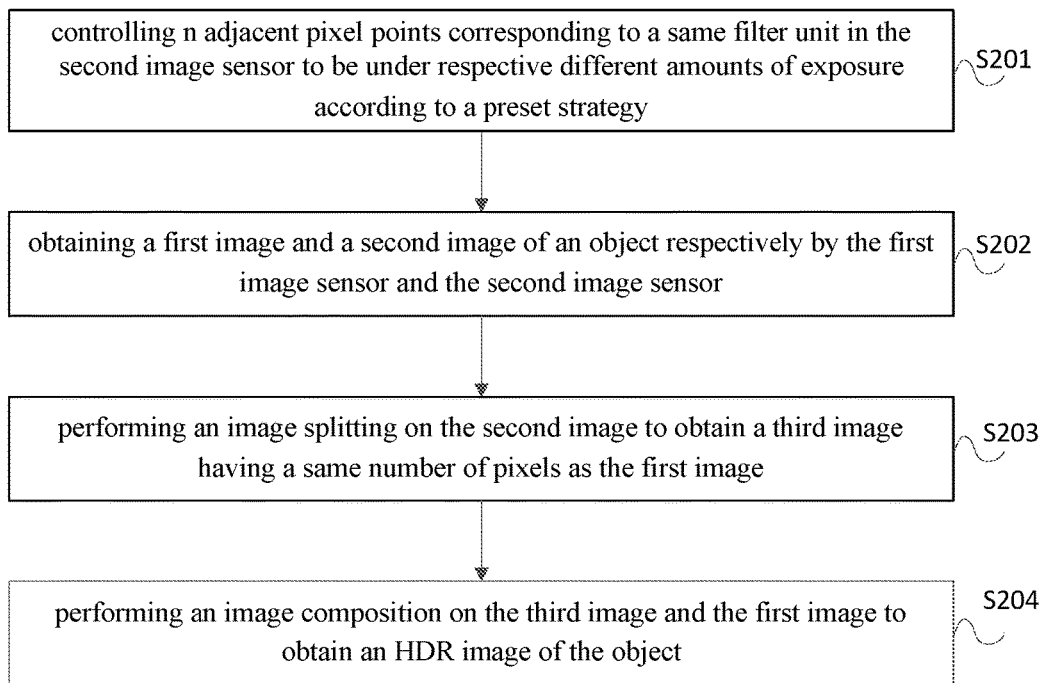 controlling n adjacent pixel points corresponding to a same filter unit in the
second image sensor to be under respective different amounts of exposure
according to a preset strategy
S201
obtaining a first image and a second image of an object respectively by the first
image sensor and the second image sensor
S202
performing an image splitting on the second image to obtain a third image
having a same number of pixels as the first image
S203
performing an image composition on the third image and the first image to
obtain an HDR image of the object
S204